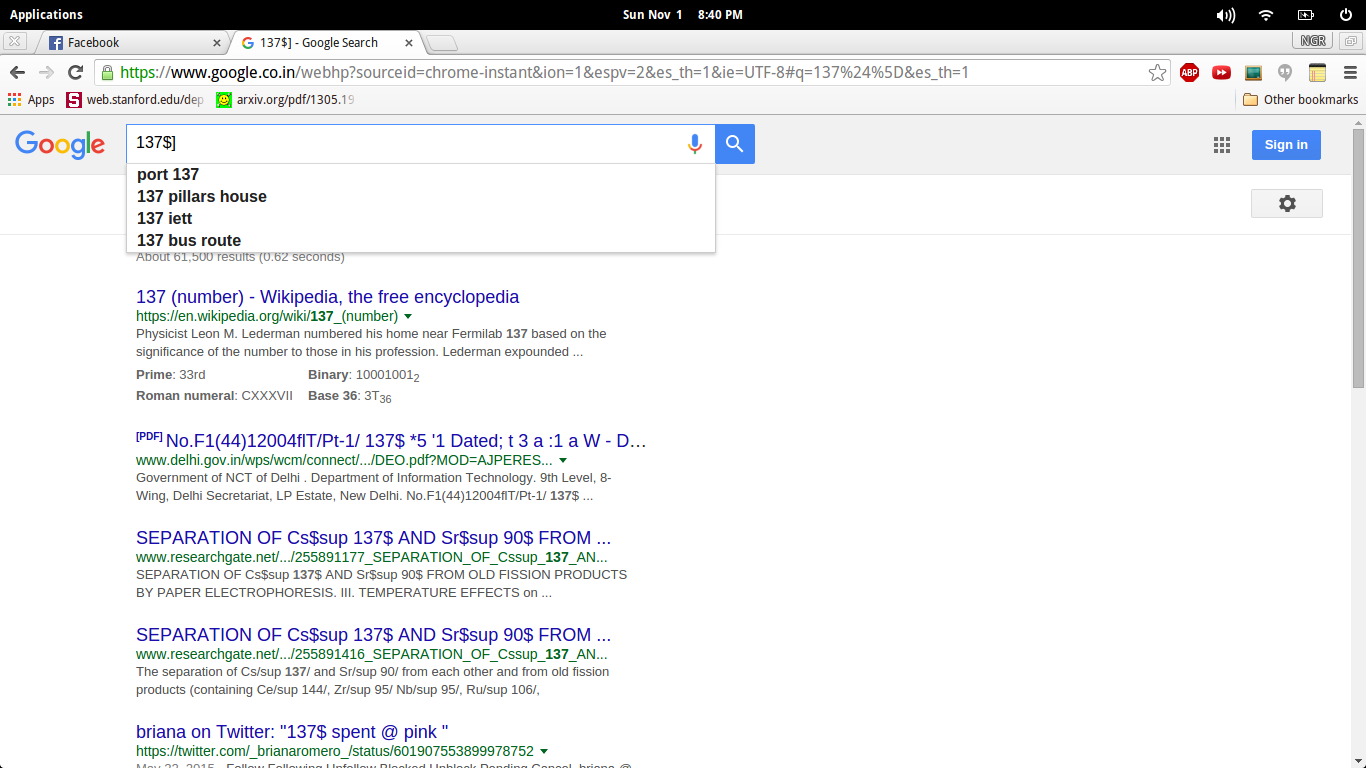 Applications
Sun Nov 1 8:40 PM
Facebook
137$] - Google Search
NGR
https://www.google.co.in/webhp?sourceid=chrome-instant&ion=1&espv=2&es_th=1&ie=UTF-8#q=137%24%5D&es_th=1
ABP
Apps
S web.stanford.edu/dep
arxiv.org/pdf/1305.19
Other bookmarks
Google
137$]
Sign in
port 137
137 pillars house
137 iett
137 bus route
About 61,500 results (0.62 seconds)
137 (number) - Wikipedia, the free encyclopedia
https://en.wikipedia.org/wiki/137_(number)
Physicist Leon M. Lederman numbered his home near Fermilab 137 based on the
significance of the number to those in his profession. Lederman expounded ...
Prime: 33rd Binary: 10001001₂
Roman numeral: CXXXVII Base 36: 3T₃₆
[PDF] No.F1(44)12004flT/Pt-1/ 137$ *5 '1 Dated; t 3 a :1 a W - D…
www.delhi.gov.in/wps/wcm/connect/.../DEO.pdf?MOD=AJPERES...
Government of NCT of Delhi . Department of Information Technology. 9th Level, 8-
Wing, Delhi Secretariat, LP Estate, New Delhi. No.F1(44)12004flT/Pt-1/ 137$ ...
SEPARATION OF Cs$sup 137$ AND Sr$sup 90$ FROM ...
www.researchgate.net/.../255891177_SEPARATION_OF_Cssup_137_AN...
SEPARATION OF Cs$sup 137$ AND Sr$sup 90$ FROM OLD FISSION PRODUCTS
BY PAPER ELECTROPHORESIS. III. TEMPERATURE EFFECTS on ...
SEPARATION OF Cs$sup 137$ AND Sr$sup 90$ FROM ...
www.researchgate.net/.../255891416_SEPARATION_OF_Cssup_137_AN...
The separation of Cs/sup 137/ and Sr/sup 90/ from each other and from old fission
products (containing Ce/sup 144/, Zr/sup 95/ Nb/sup 95/, Ru/sup 106/,
briana on Twitter: "137$ spent @ pink "
https://twitter.com/_brianaromero_/status/601907553899978752
May 22, 2015 - Follow Following Unfollow Blocked Unblock Pending Cancel. briana @